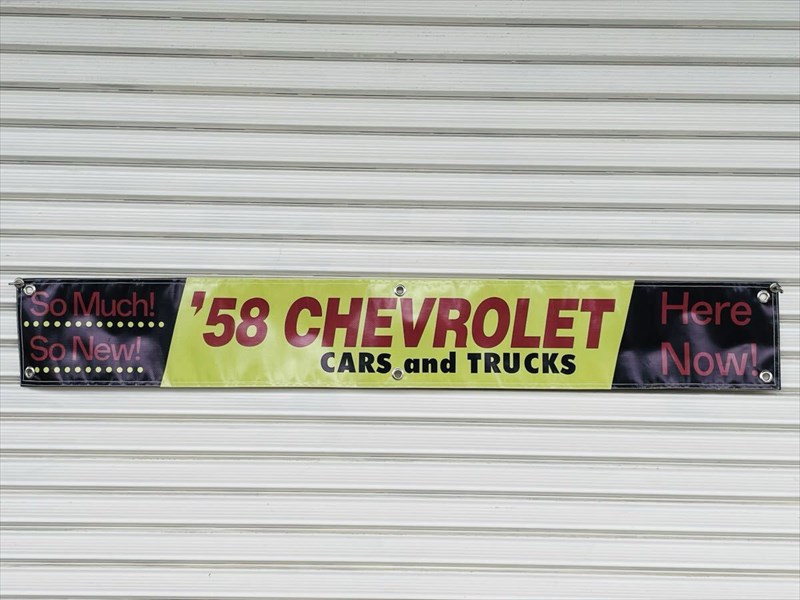 So Much!
So New!
'58 CHEVROLET
CARS and TRUCKS
Here
Now!